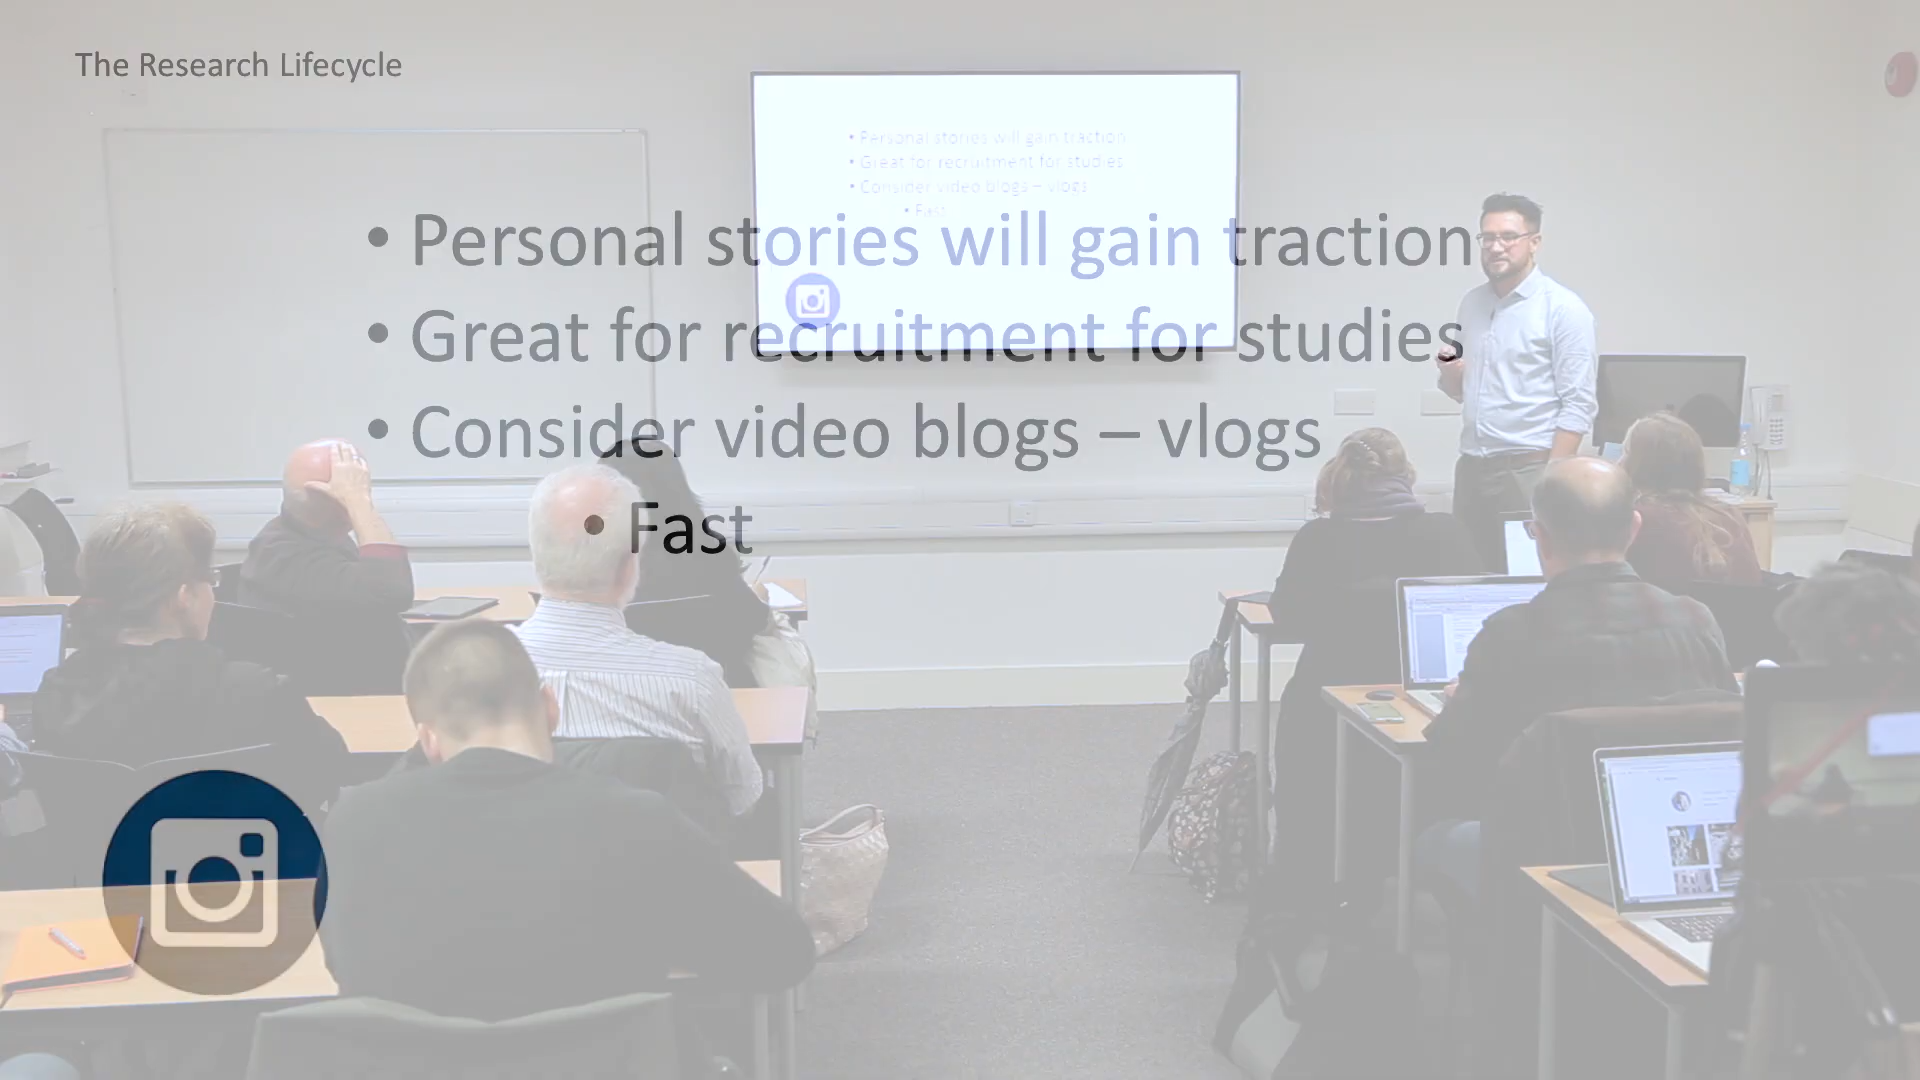 The Research Lifecycle
• Personal stories will gain traction
• Great for recruitment for studies
• Consider video blogs – vlogs
• Fast
• Personal stories will gain traction
• Great for recruitment for studies
• Consider video blogs – vlogs
• Fast